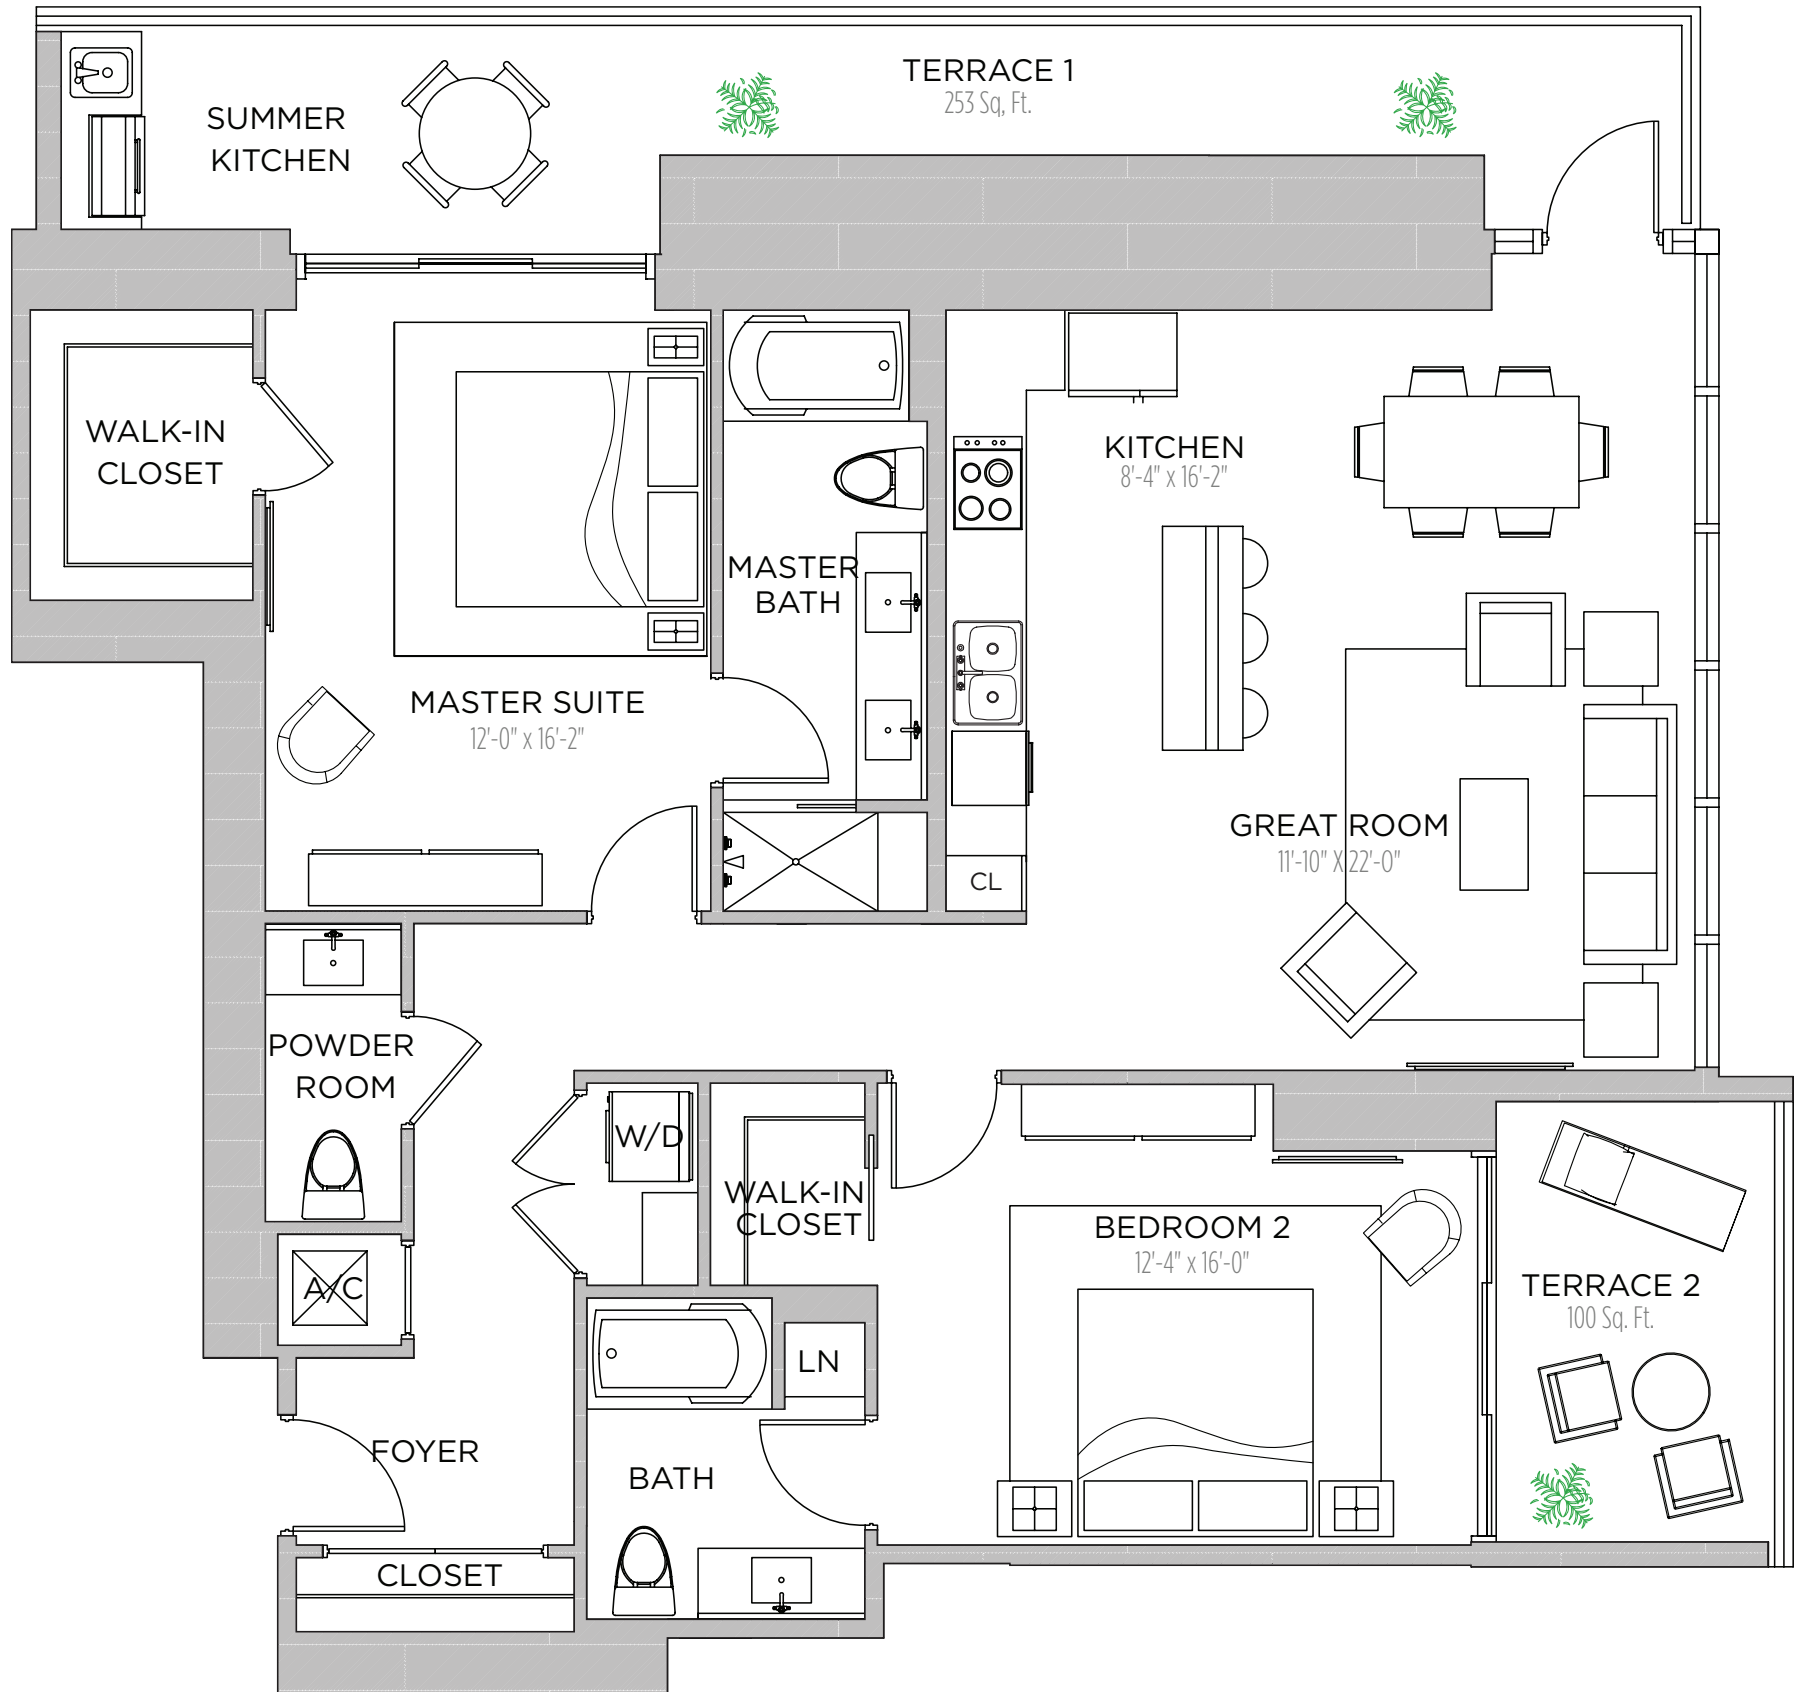 TERRACE 1
253 Sq, Ft.
SUMMER
KITCHEN
WALK-IN
CLOSET
KITCHEN
8'-4" x 16'-2"
MASTER
BATH
MASTER SUITE
12'-0" x 16'-2"
GREAT ROOM
11'-10" X 22'-0"
CL
POWDER
ROOM
W/D
WALK-IN
CLOSET
BEDROOM 2
12'-4" x 16'-0"
A/C
TERRACE 2
100 Sq. Ft.
LN
FOYER
BATH
CLOSET